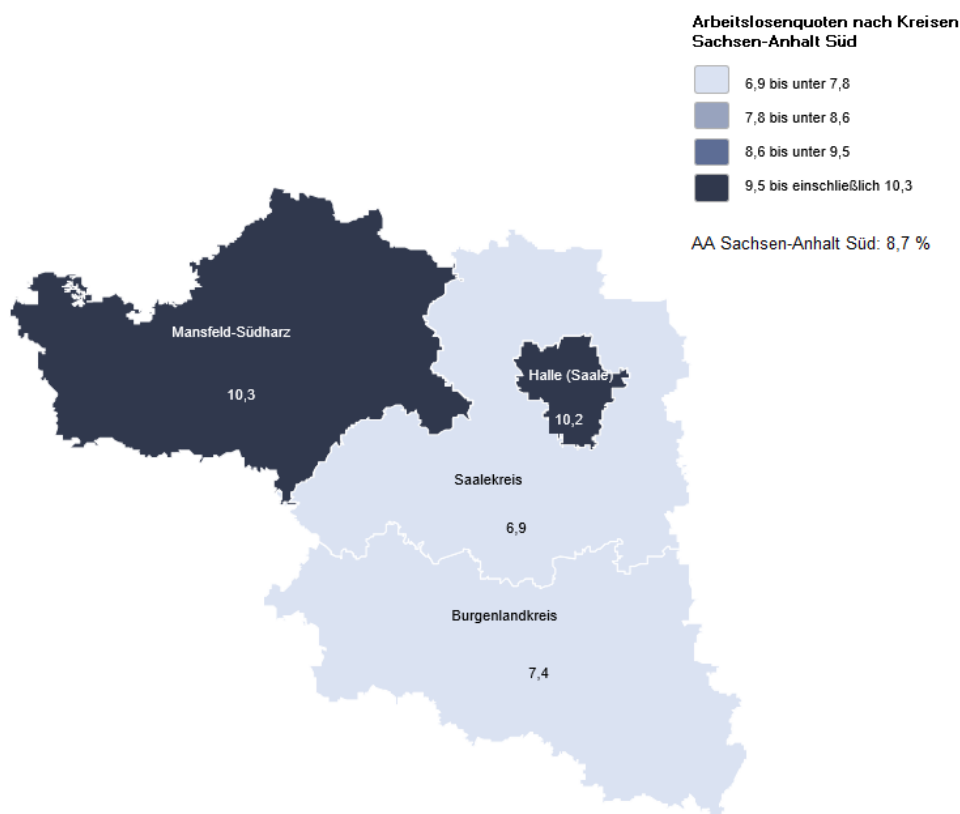 Arbeitslosenquoten nach Kreisen
Sachsen-Anhalt Süd
6,9 bis unter 7,8
7,8 bis unter 8,6
8,6 bis unter 9,5
9,5 bis einschließlich 10,3
AA Sachsen-Anhalt Süd: 8,7 %
Mansfeld-Südharz
10,3
Halle (Saale)
10,2
Saalekreis
6,9
Burgenlandkreis
7,4